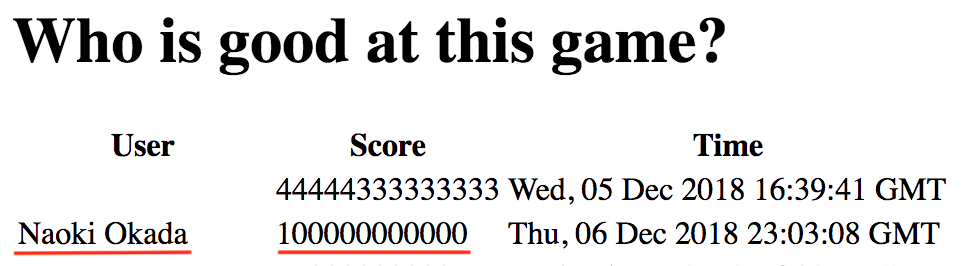 Who is good at this game?
User Score Time
44444333333333 Wed, 05 Dec 2018 16:39:41 GMT
Naoki Okada 100000000000 Thu, 06 Dec 2018 23:03:08 GMT